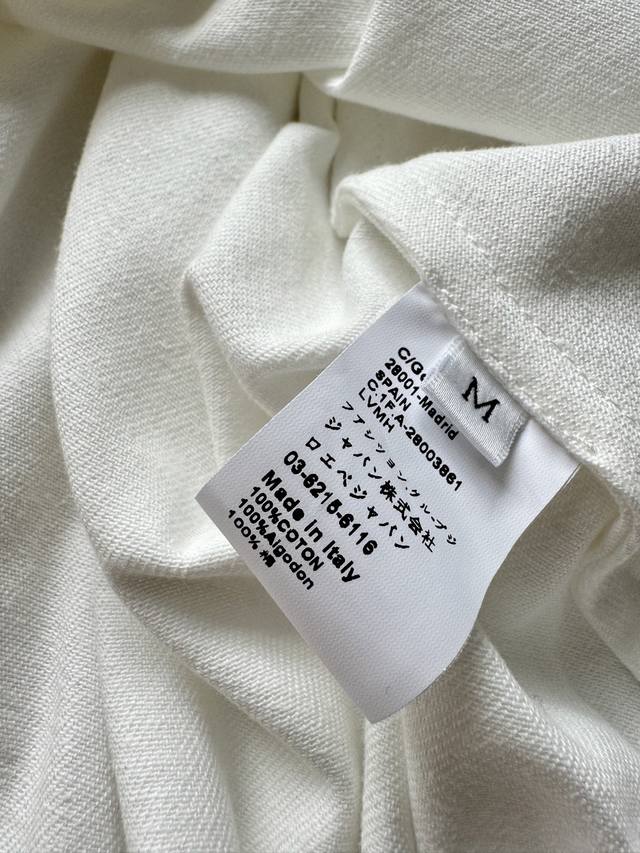 M
C/Go
28001-Madrid
SPAIN
C.I.F.A-28003861
LVMH
ファッショングループジ
ャパン株式会社
ロエベジャパン
03-6215-6116
Made in Italy
100%COTON
100%Algodon
100% 綿